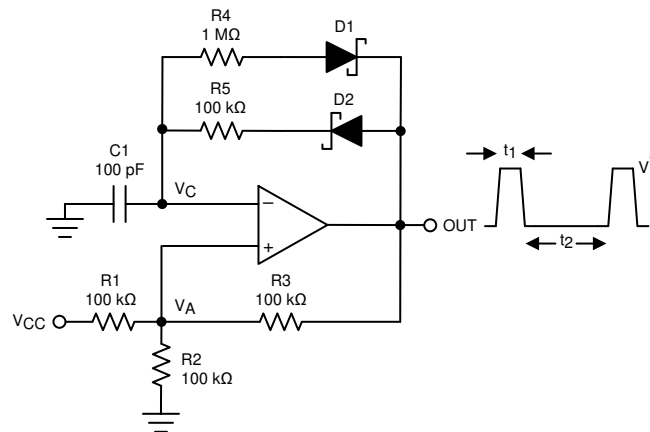 R4
1 MΩ
D1
R5
100 kΩ
D2
C1
100 pF
VC
−
+
OUT
t1
V
t2
R1
100 kΩ
R3
100 kΩ
VCC
VA
R2
100 kΩ